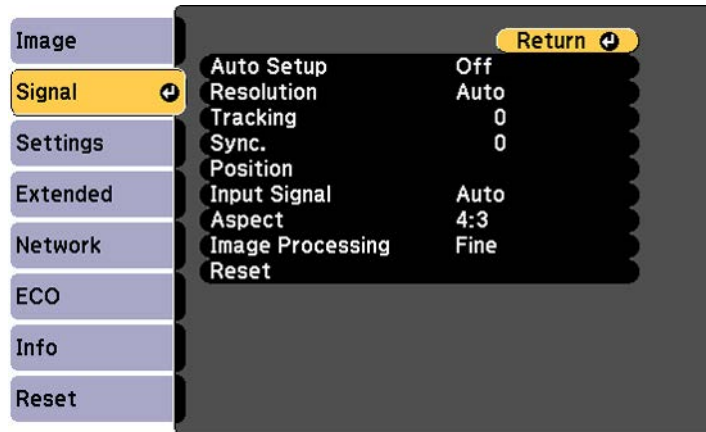 Image
Signal
Settings
Extended
Network
ECO
Info
Reset
Return
Auto Setup Off
Resolution Auto
Tracking 0
Sync. 0
Position
Input Signal Auto
Aspect 4:3
Image Processing Fine
Reset